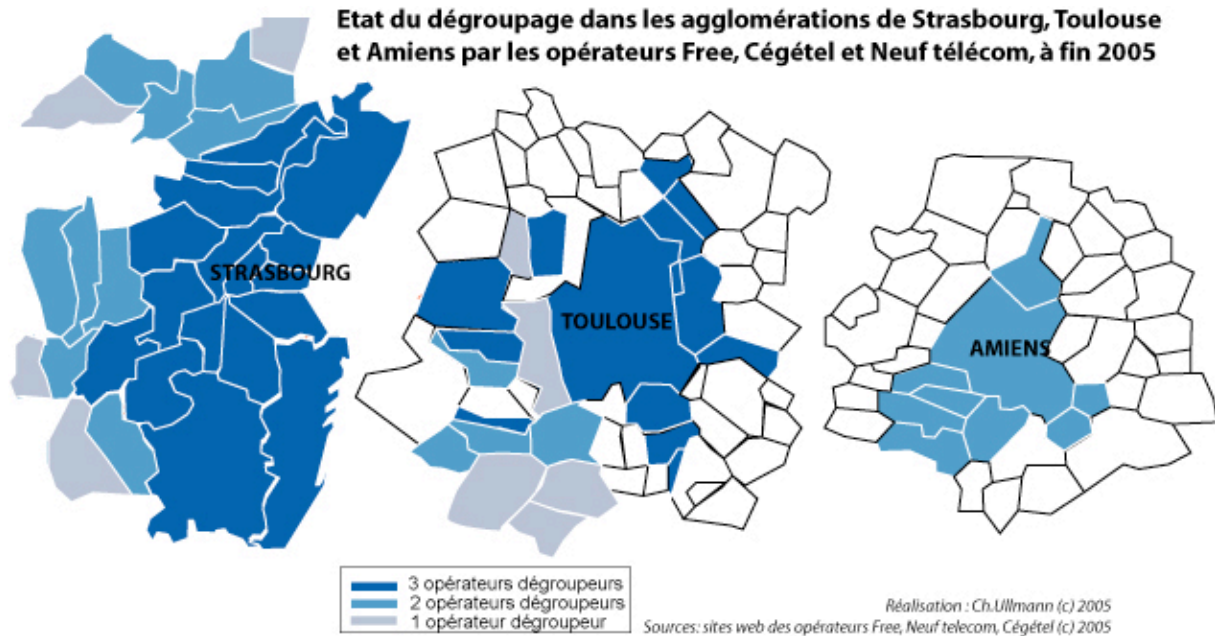 Etat du dégroupage dans les agglomérations de Strasbourg, Toulouse
et Amiens par les opérateurs Free, Cégétel et Neuf télécom, à fin 2005
STRASBOURG
TOULOUSE
AMIENS
3 opérateurs dégroupeurs
2 opérateurs dégroupeurs
1 opérateur dégroupeur
Réalisation : Ch.Ullmann (c) 2005
Sources: sites web des opérateurs Free, Neuf telecom, Cégétel (c) 2005